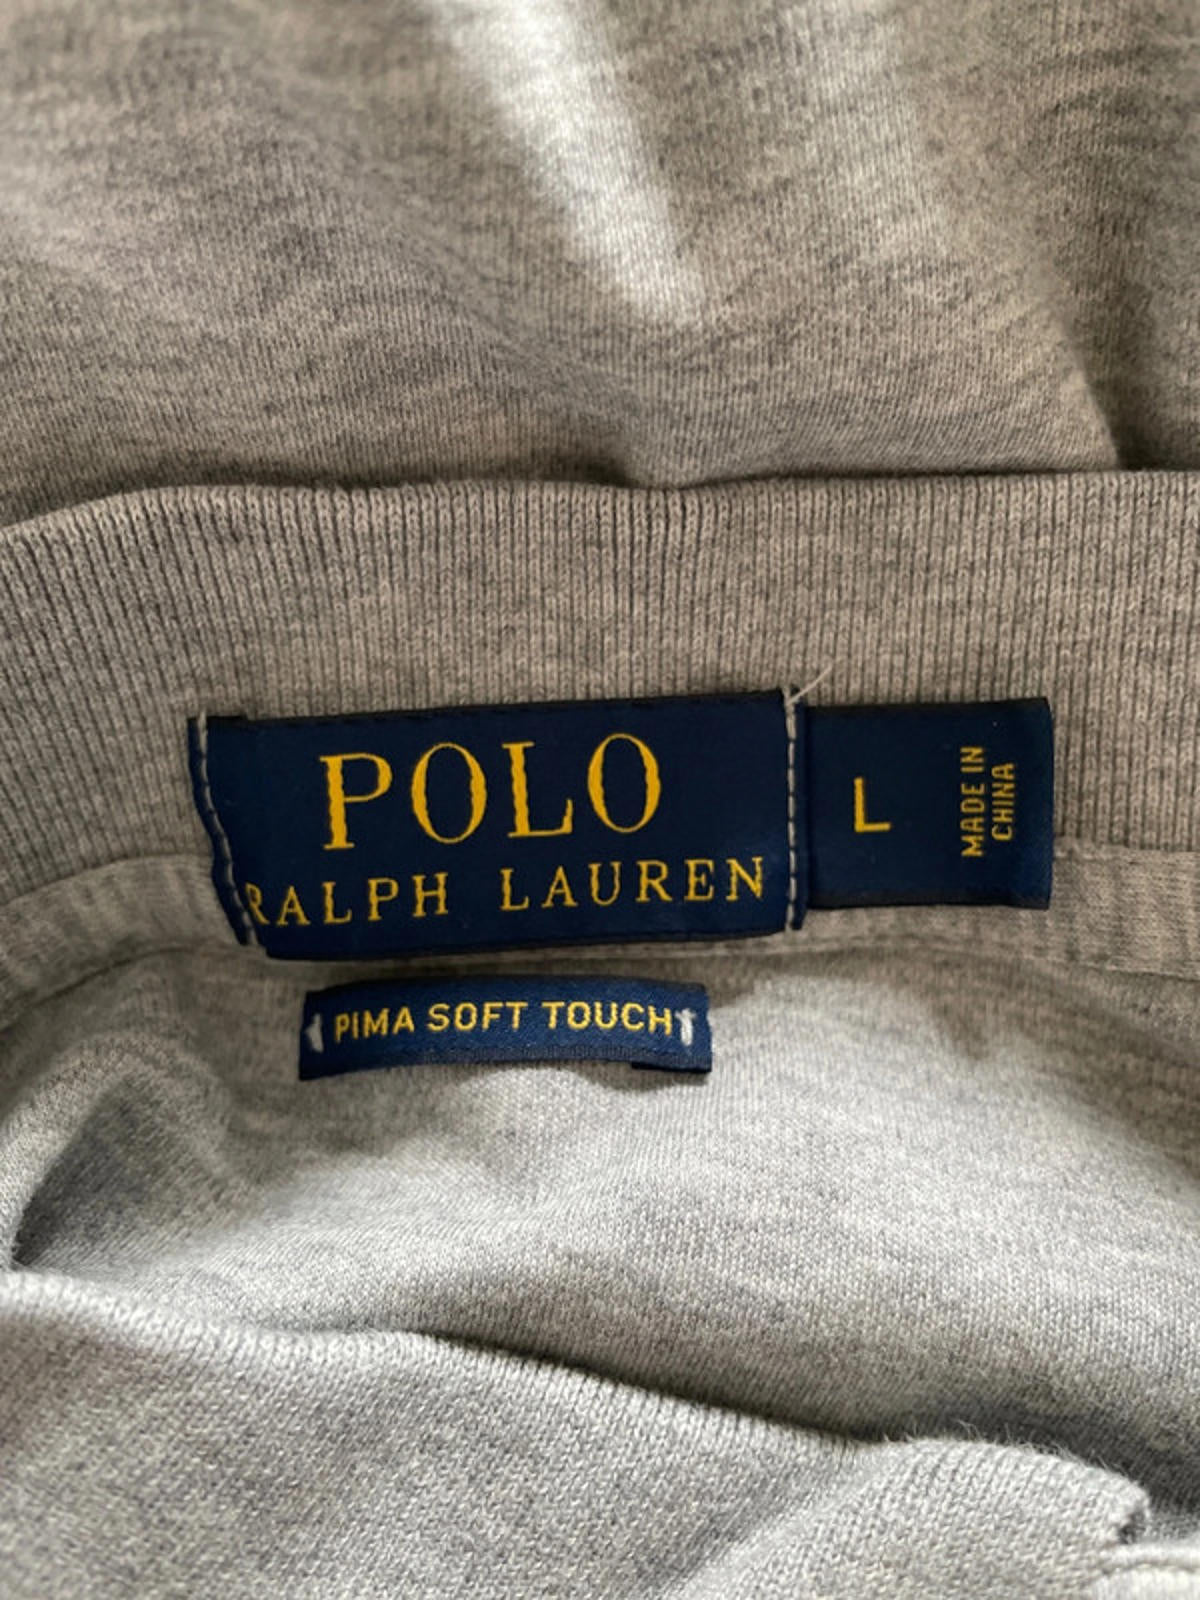 POLO
RALPH LAUREN
L
MADE IN
CHINA
PIMA SOFT TOUCH